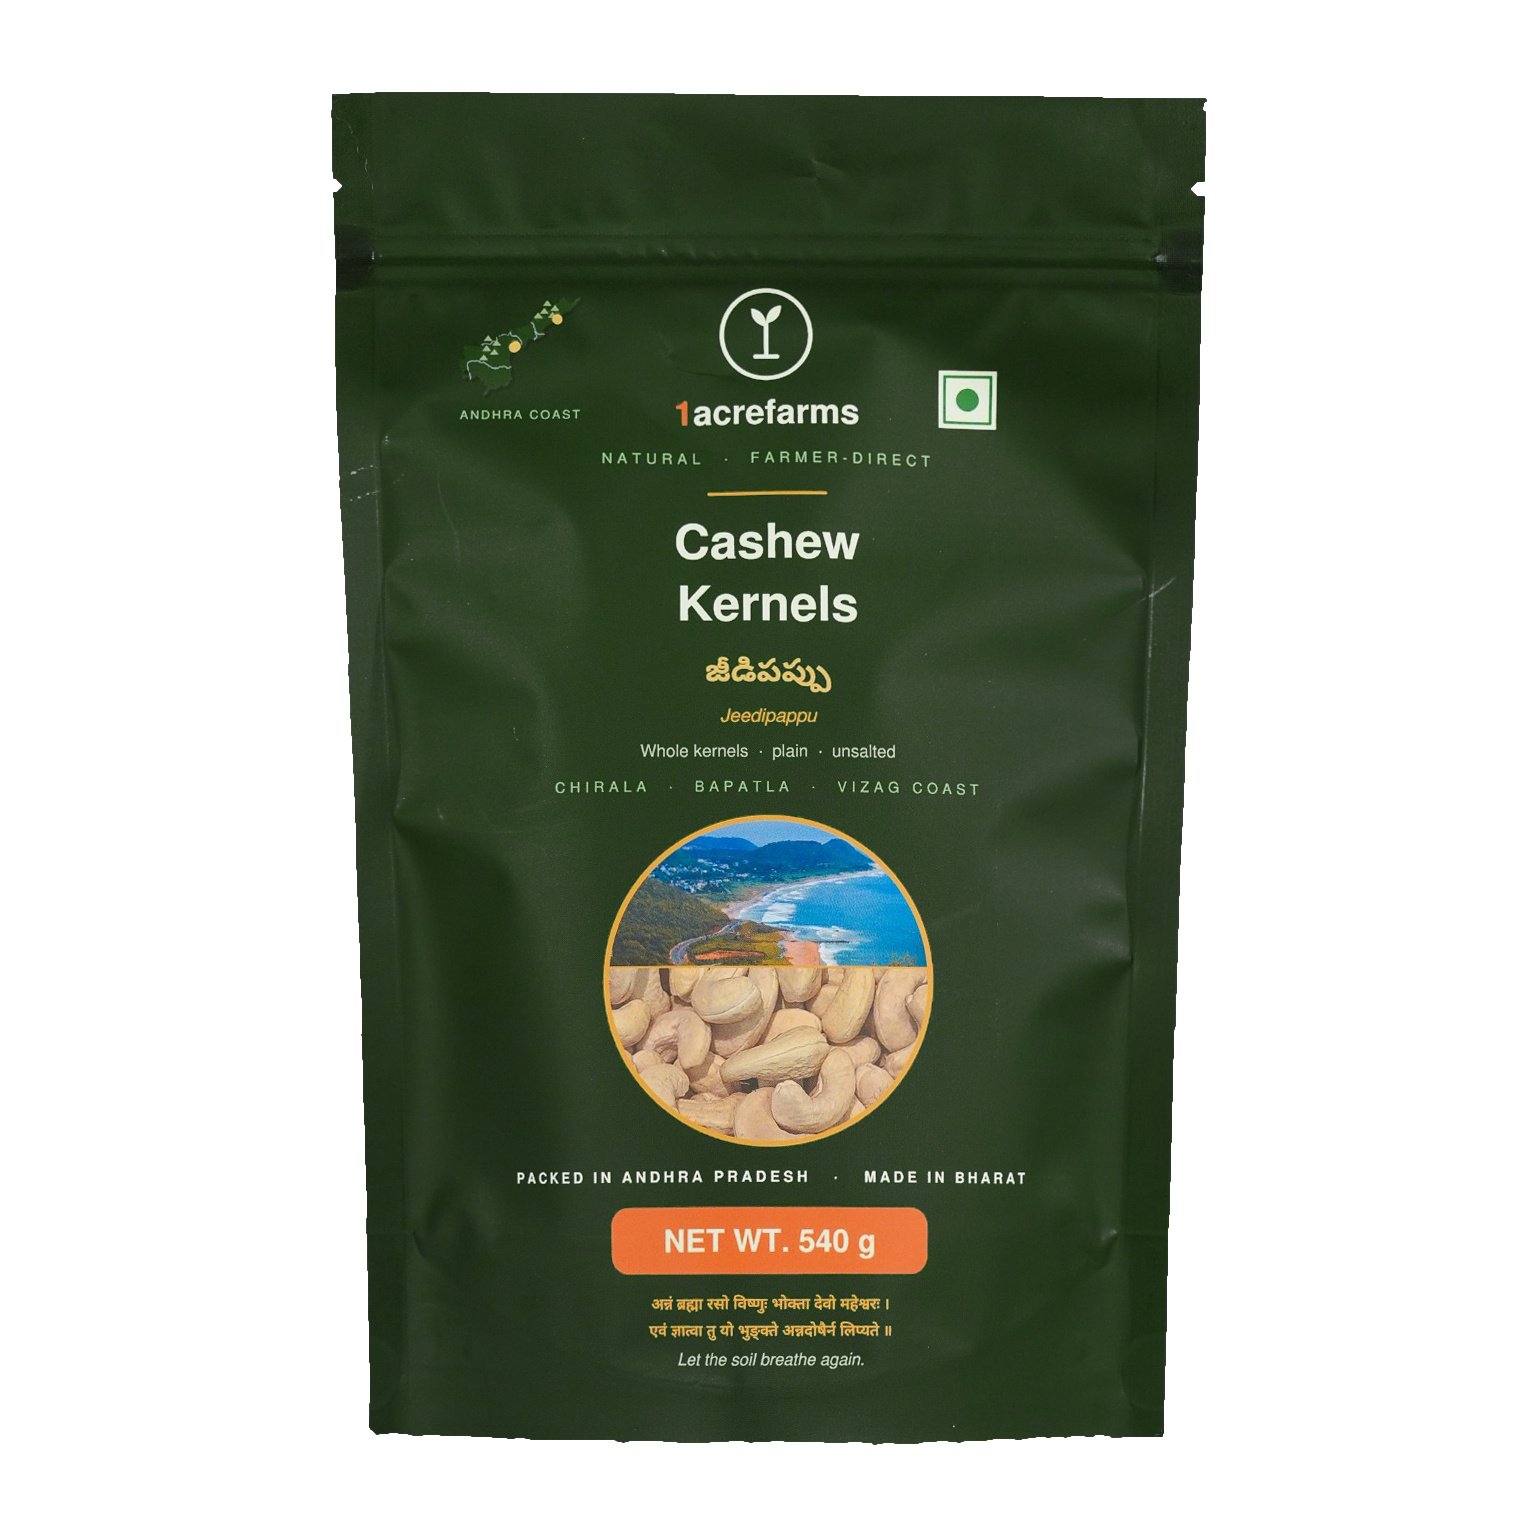 ANDHRA COAST
1acrefarms
NATURAL · FARMER-DIRECT
Cashew
Kernels
జీడిపప్పు
Jeedipappu
Whole kernels · plain · unsalted
CHIRALA · BAPATLA · VIZAG COAST
PACKED IN ANDHRA PRADESH · MADE IN BHARAT
NET WT. 540 g
अन्नं ब्रह्मा रसो विष्णुः भोक्ता देवो महेश्वरः ।
एवं ज्ञात्वा तु यो भुङ्क्ते अन्नदोषैर्न लिप्यते ॥
Let the soil breathe again.